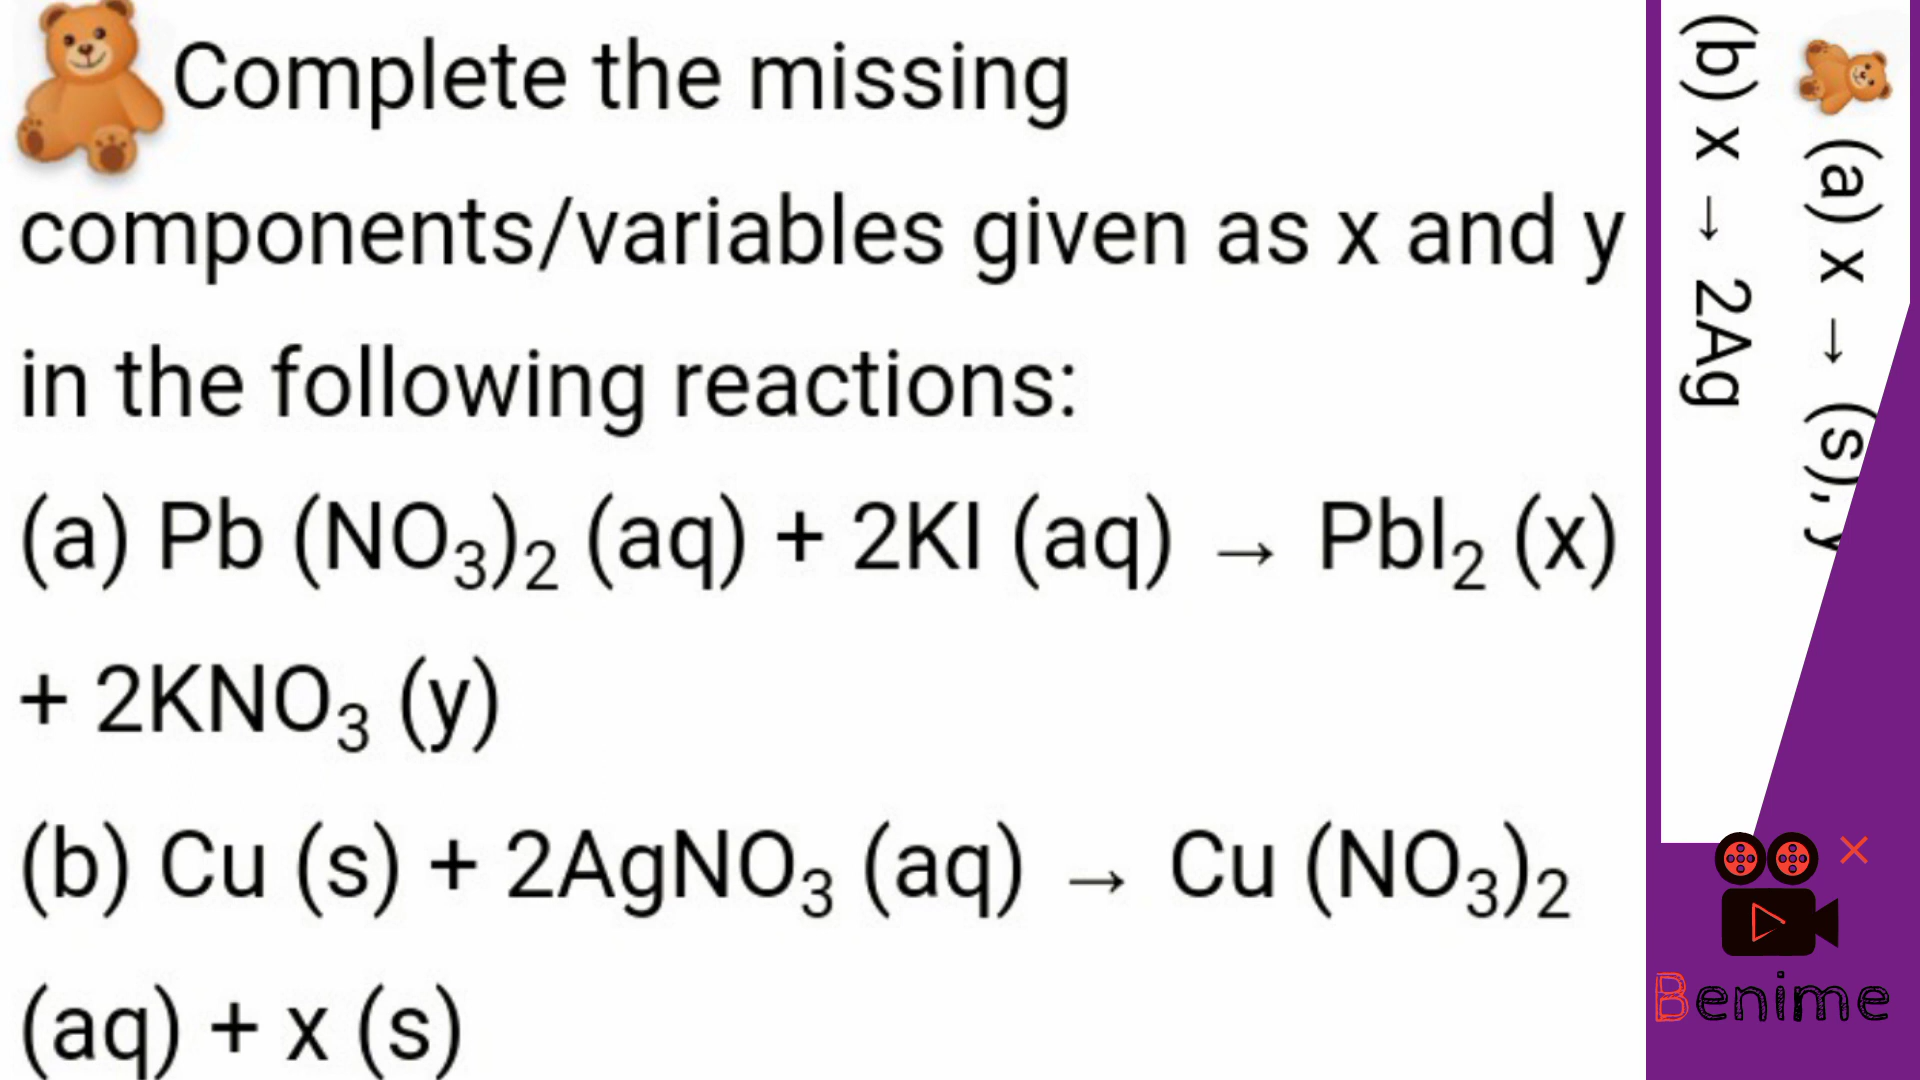 Complete the missing
components/variables given as x and y
in the following reactions:
(a) Pb (NO₃)₂ (aq) + 2KI (aq) → PbI₂ (x)
+ 2KNO₃ (y)
(b) Cu (s) + 2AgNO₃ (aq) → Cu (NO₃)₂
(aq) + x (s)
(a) x → (s), y
(b) x → 2Ag
Benime